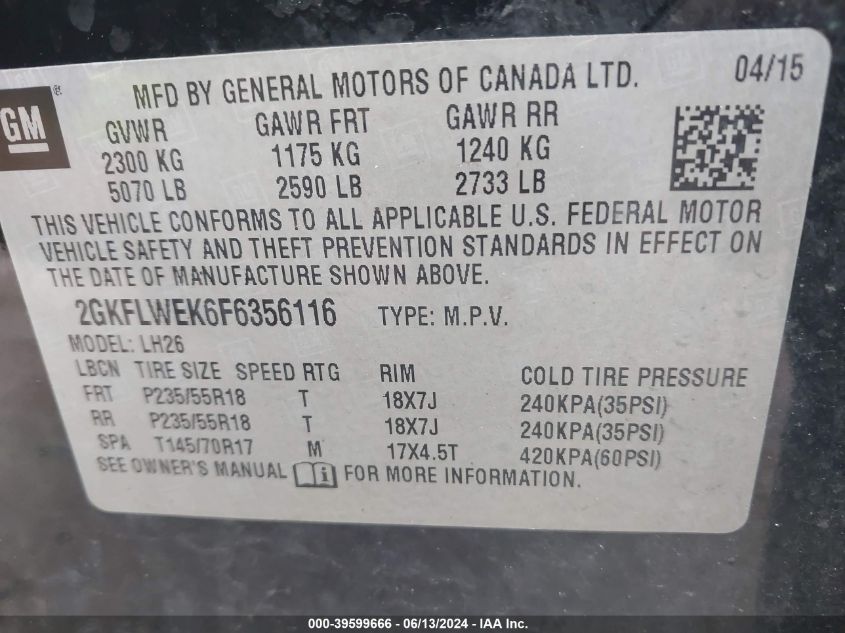 MFD BY GENERAL MOTORS OF CANADA LTD. 04/15
GM ®
GVWR GAWR FRT GAWR RR
2300 KG 1175 KG 1240 KG
5070 LB 2590 LB 2733 LB
THIS VEHICLE CONFORMS TO ALL APPLICABLE U.S. FEDERAL MOTOR
VEHICLE SAFETY AND THEFT PREVENTION STANDARDS IN EFFECT ON
THE DATE OF MANUFACTURE SHOWN ABOVE.
2GKFLWEK6F6356116 TYPE: M.P.V.
MODEL: LH26
LBCN TIRE SIZE SPEED RTG RIM COLD TIRE PRESSURE
FRT P235/55R18 T 18X7J 240KPA(35PSI)
RR P235/55R18 T 18X7J 240KPA(35PSI)
SPA T145/70R17 M 17X4.5T 420KPA(60PSI)
SEE OWNER'S MANUAL i FOR MORE INFORMATION.
000-39599666 - 06/13/2024 - IAA Inc.